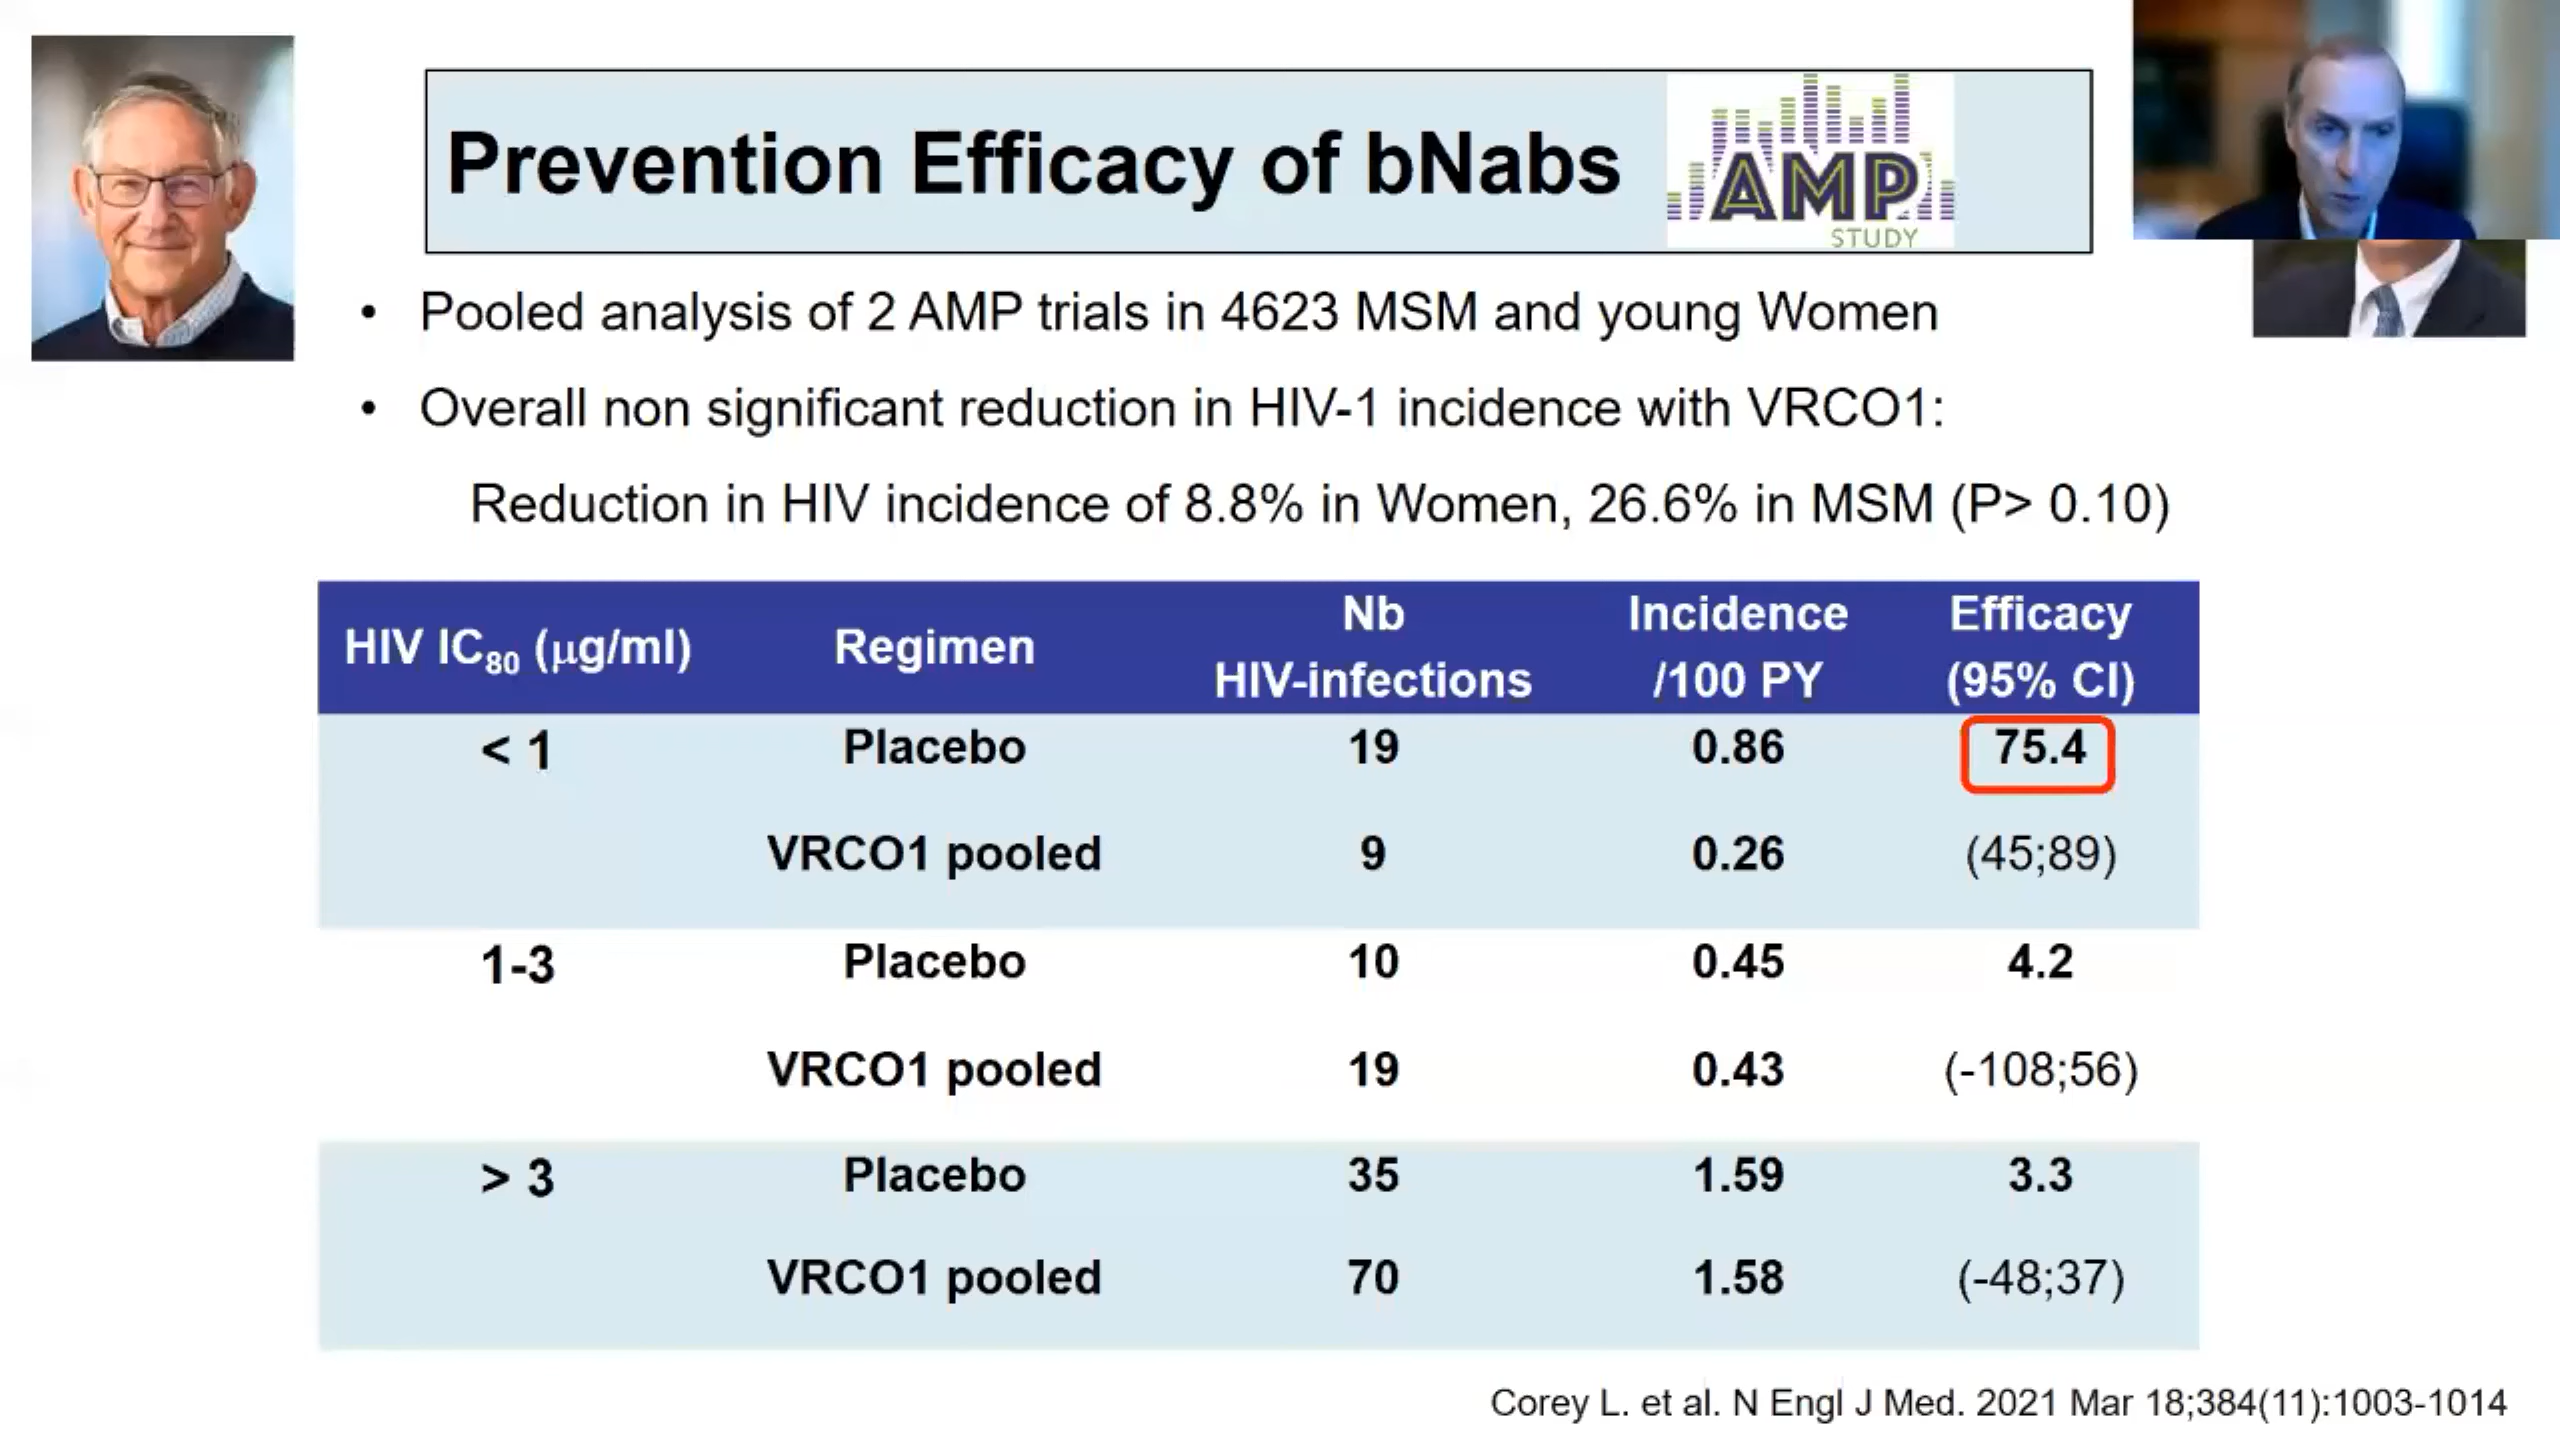 Prevention Efficacy of bNabs
AMP
STUDY
• Pooled analysis of 2 AMP trials in 4623 MSM and young Women
• Overall non significant reduction in HIV-1 incidence with VRCO1:
Reduction in HIV incidence of 8.8% in Women, 26.6% in MSM (P> 0.10)
HIV IC80 (μg/ml) Regimen Nb HIV-infections Incidence /100 PY Efficacy (95% CI)
< 1 Placebo 19 0.86 75.4
VRCO1 pooled 9 0.26 (45;89)
1-3 Placebo 10 0.45 4.2
VRCO1 pooled 19 0.43 (-108;56)
> 3 Placebo 35 1.59 3.3
VRCO1 pooled 70 1.58 (-48;37)
Corey L. et al. N Engl J Med. 2021 Mar 18;384(11):1003-1014